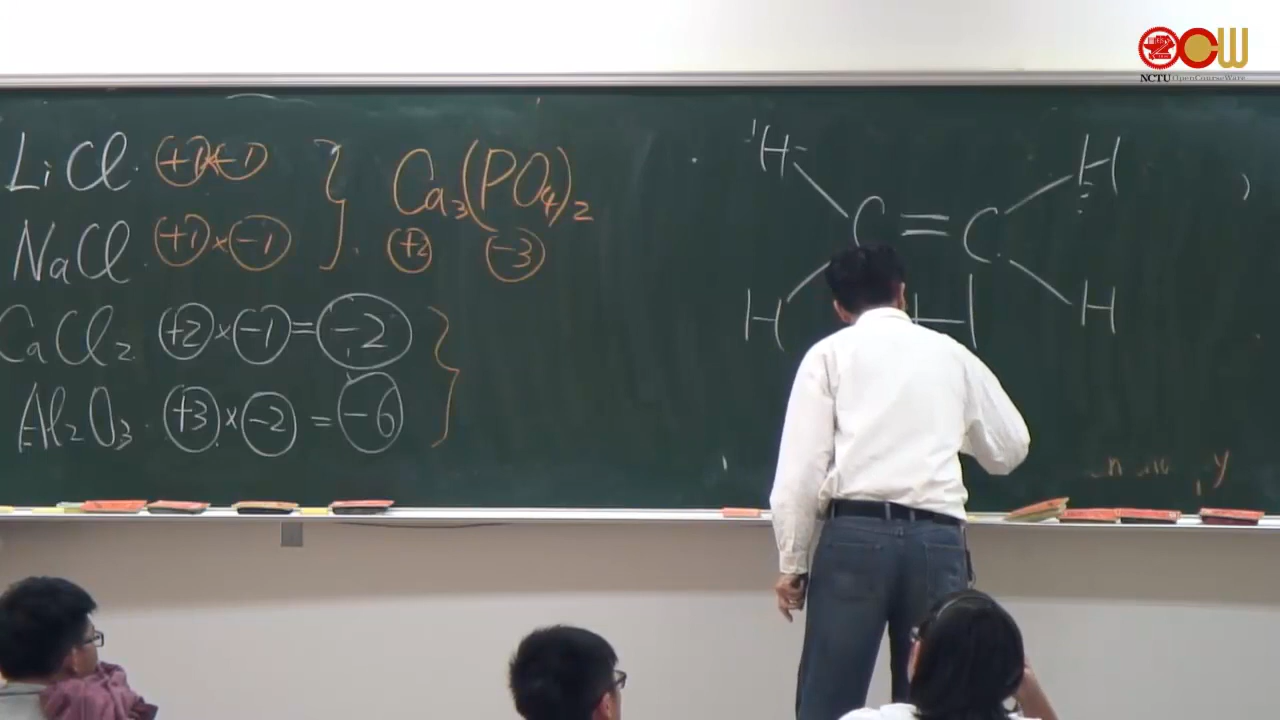 NCTU OpenCourseWare
LiCl. +1 × -1
NaCl. +1 × -1
CaCl₂. +2 × -1 = -2
Al₂O₃. +3 × -2 = -6
Ca₃(PO₄)₂
+2 -3
H H
C = C
H H H
y